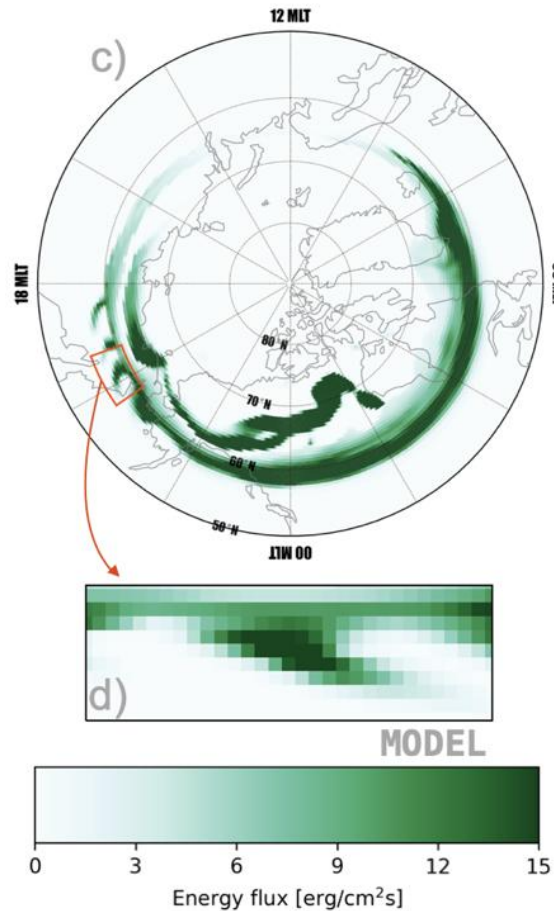 12 MLT
c)
18 MLT
80°N
70°N
60°N
50°N
00 MLT
d)
MODEL
0 3 6 9 12 15
Energy flux [erg/cm²s]